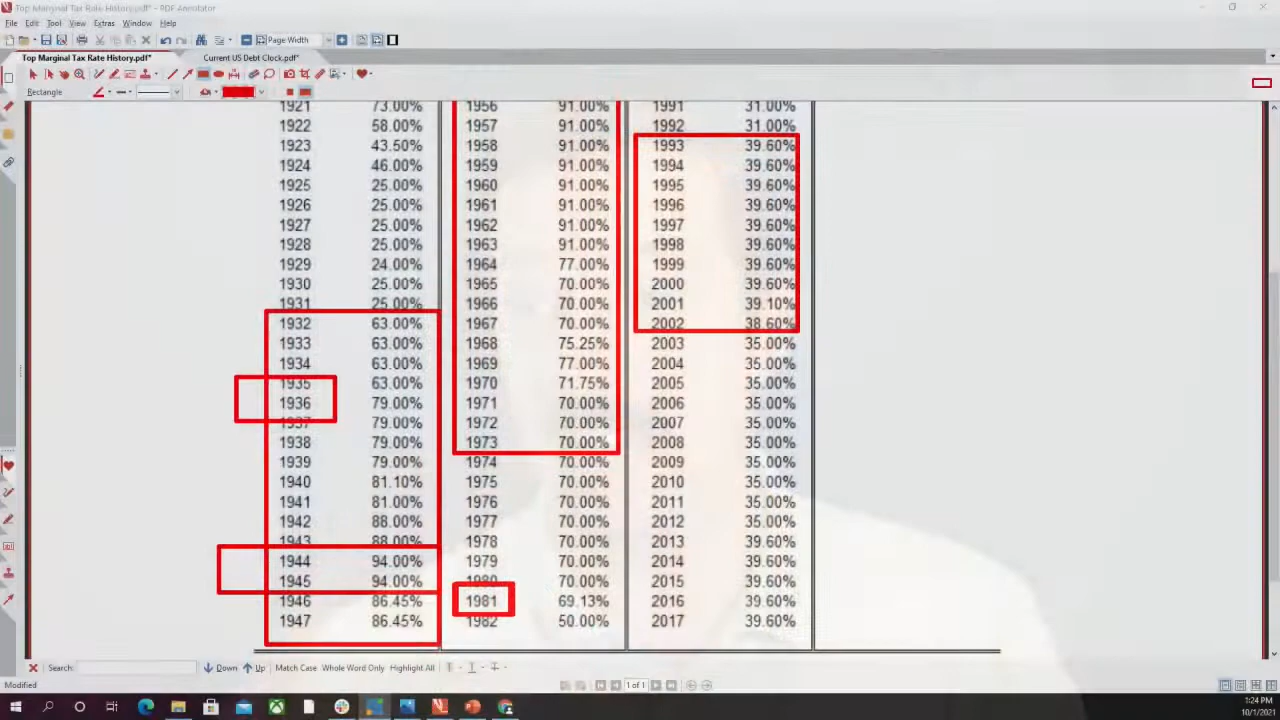 Top Marginal Tax Rate History.pdf* - PDF Annotator
File Edit Tool View Extras Window Help
Page Width
Top Marginal Tax Rate History.pdf* Current US Debt Clock.pdf*
Rectangle
1921 73.00% 1956 91.00% 1991 31.00%
1922 58.00% 1957 91.00% 1992 31.00%
1923 43.50% 1958 91.00% 1993 39.60%
1924 46.00% 1959 91.00% 1994 39.60%
1925 25.00% 1960 91.00% 1995 39.60%
1926 25.00% 1961 91.00% 1996 39.60%
1927 25.00% 1962 91.00% 1997 39.60%
1928 25.00% 1963 91.00% 1998 39.60%
1929 24.00% 1964 77.00% 1999 39.60%
1930 25.00% 1965 70.00% 2000 39.60%
1931 25.00% 1966 70.00% 2001 39.10%
1932 63.00% 1967 70.00% 2002 38.60%
1933 63.00% 1968 75.25% 2003 35.00%
1934 63.00% 1969 77.00% 2004 35.00%
1935 63.00% 1970 71.75% 2005 35.00%
1936 79.00% 1971 70.00% 2006 35.00%
1937 79.00% 1972 70.00% 2007 35.00%
1938 79.00% 1973 70.00% 2008 35.00%
1939 79.00% 1974 70.00% 2009 35.00%
1940 81.10% 1975 70.00% 2010 35.00%
1941 81.00% 1976 70.00% 2011 35.00%
1942 88.00% 1977 70.00% 2012 35.00%
1943 88.00% 1978 70.00% 2013 39.60%
1944 94.00% 1979 70.00% 2014 39.60%
1945 94.00% 1980 70.00% 2015 39.60%
1946 86.45% 1981 69.13% 2016 39.60%
1947 86.45% 1982 50.00% 2017 39.60%
Search: Down Up Match Case Whole Word Only Highlight All
Modified 1 of 1
1:24 PM
10/1/2021